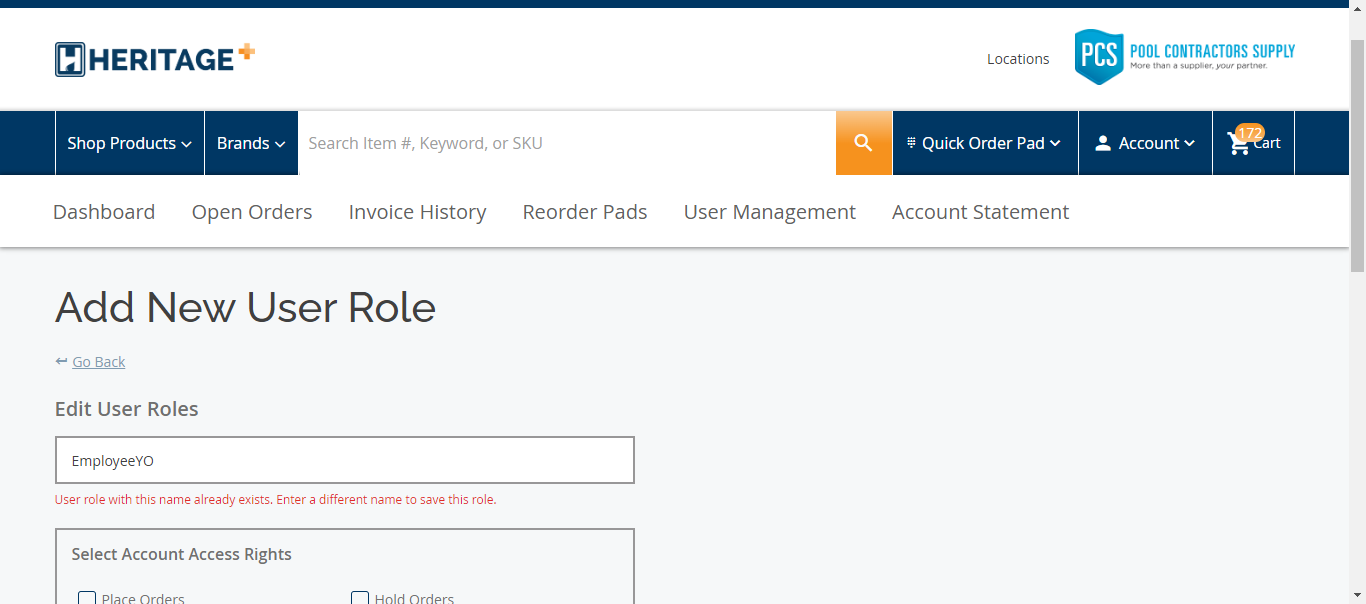 HERITAGE+
Locations
PCS POOL CONTRACTORS SUPPLY
More than a supplier, your partner.
Shop Products
Brands
Search Item #, Keyword, or SKU
Quick Order Pad
Account
172
Cart
Dashboard
Open Orders
Invoice History
Reorder Pads
User Management
Account Statement
Add New User Role
Go Back
Edit User Roles
EmployeeYO
User role with this name already exists. Enter a different name to save this role.
Select Account Access Rights
Place Orders
Hold Orders